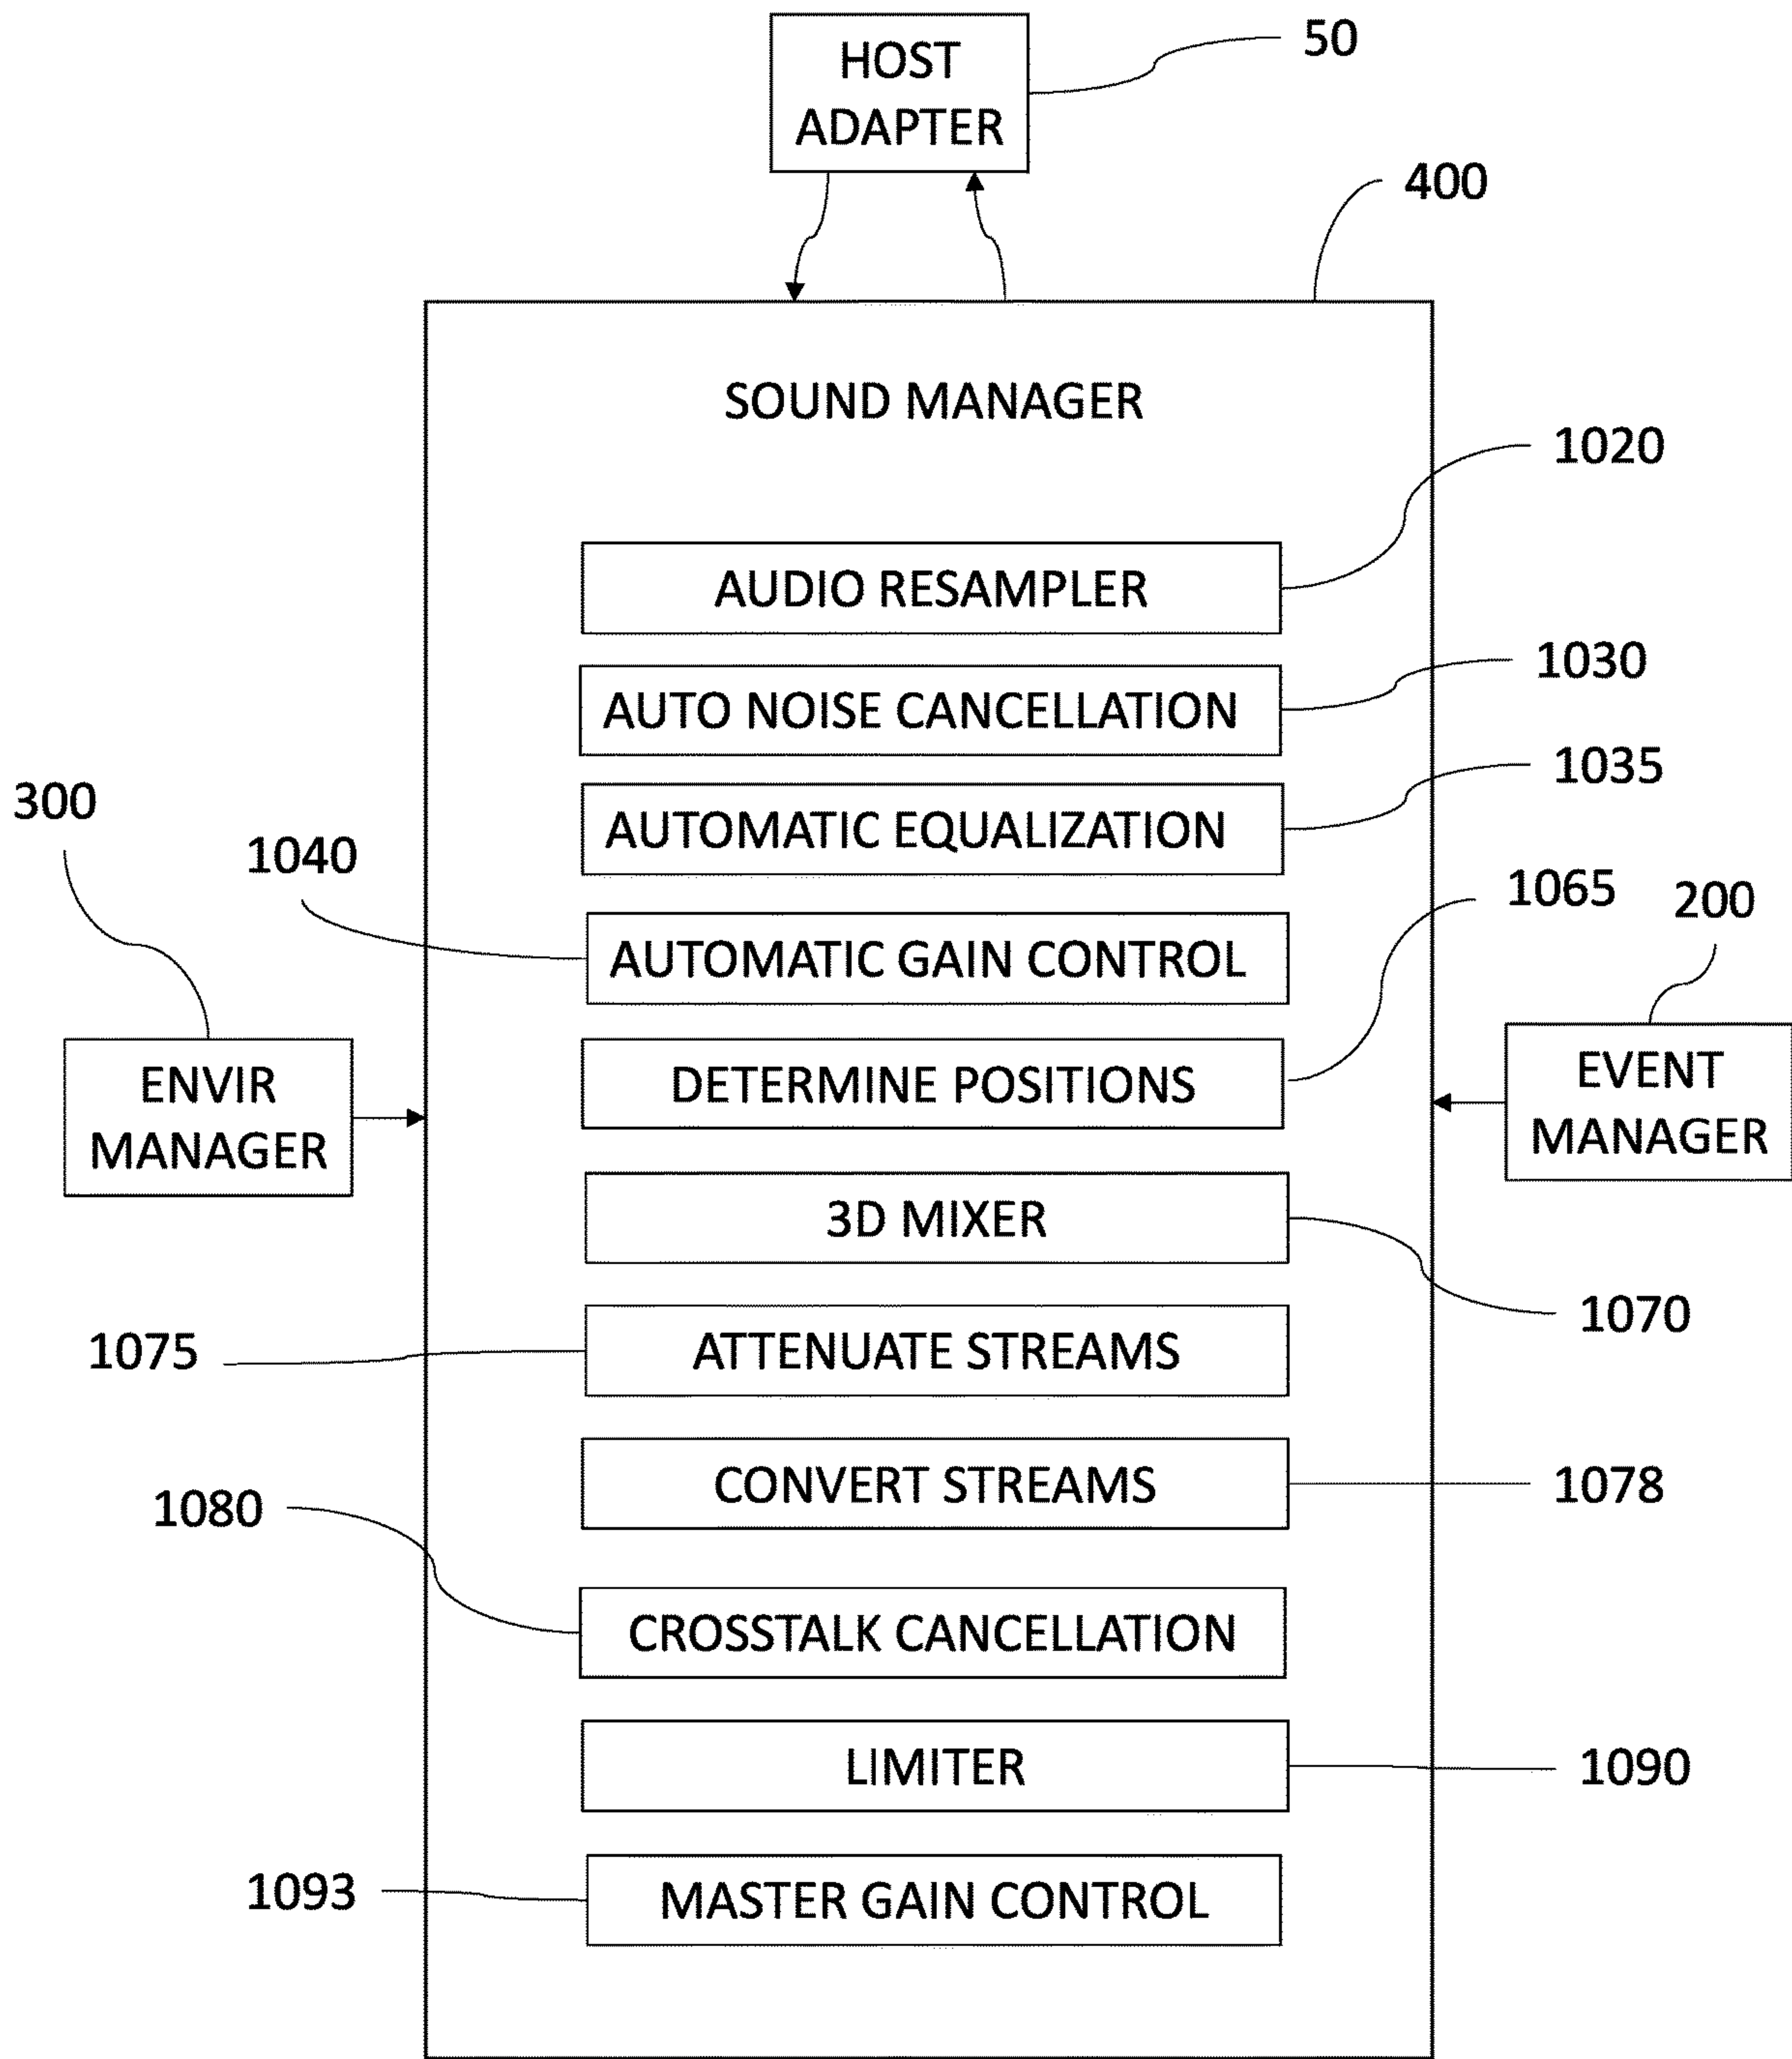 HOST
ADAPTER
50
400
SOUND MANAGER
1020
AUDIO RESAMPLER
1030
AUTO NOISE CANCELLATION
1035
AUTOMATIC EQUALIZATION
300
1040
1065
200
AUTOMATIC GAIN CONTROL
ENVIR
MANAGER
DETERMINE POSITIONS
EVENT
MANAGER
3D MIXER
1070
1075
ATTENUATE STREAMS
CONVERT STREAMS
1078
1080
CROSSTALK CANCELLATION
LIMITER
1090
1093
MASTER GAIN CONTROL